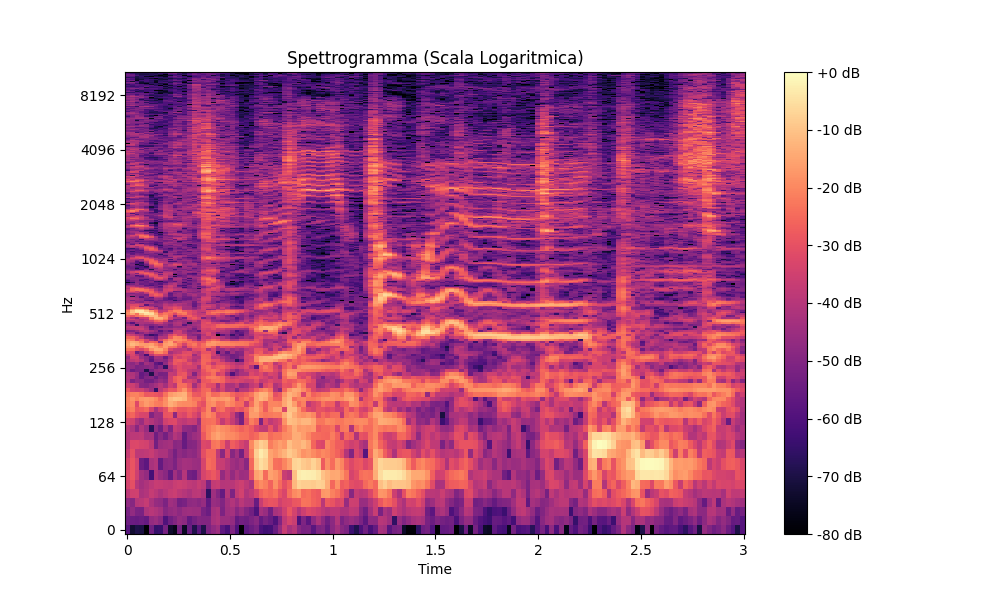 Spettrogramma (Scala Logaritmica)
Hz
8192
4096
2048
1024
512
256
128
64
0
0
0.5
1
1.5
2
2.5
3
Time
+0 dB
-10 dB
-20 dB
-30 dB
-40 dB
-50 dB
-60 dB
-70 dB
-80 dB